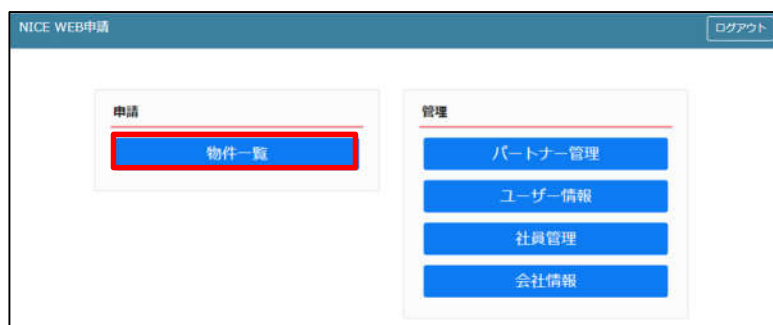 NICE WEB申請
ログアウト
申請
物件一覧
管理
パートナー管理
ユーザー情報
社員管理
会社情報